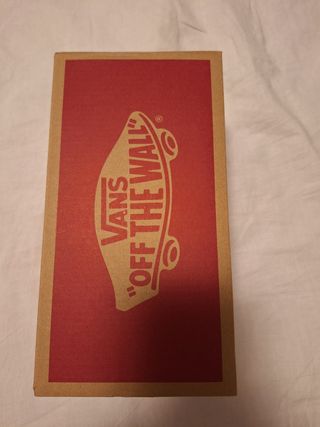 VANS
"OFF THE WALL"
®